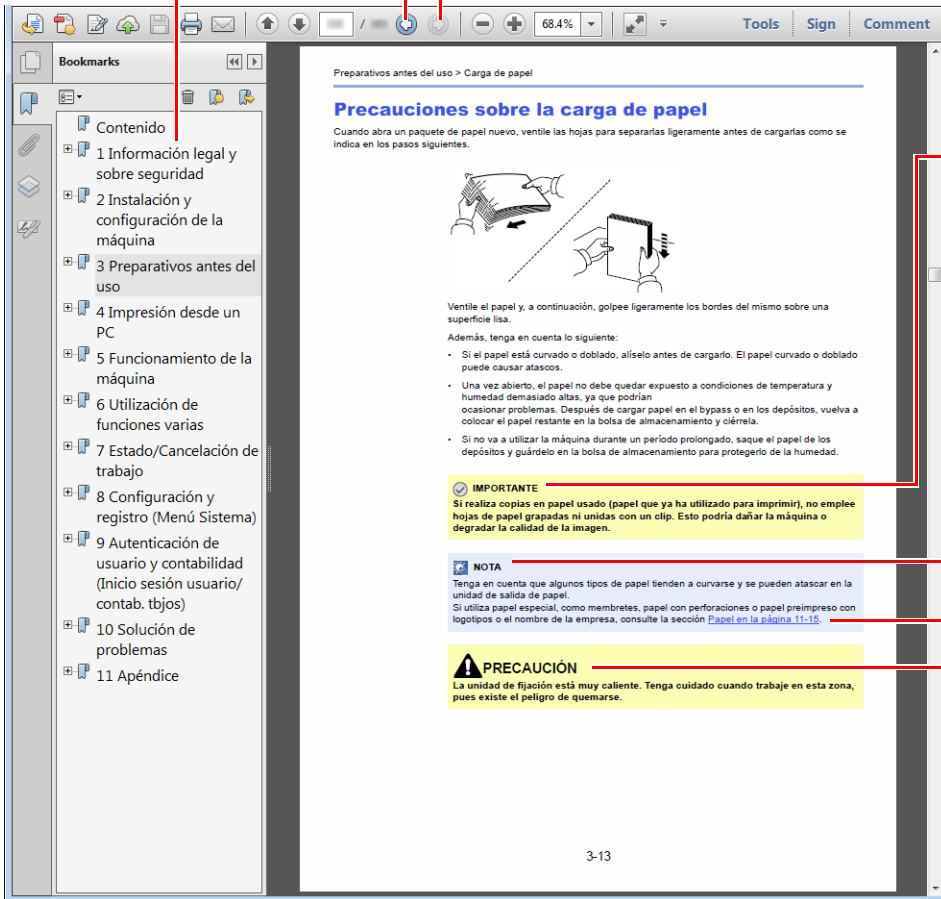 /
68.4%
Tools
Sign
Comment
Bookmarks
Contenido
1 Información legal y
sobre seguridad
2 Instalación y
configuración de la
máquina
3 Preparativos antes del
uso
4 Impresión desde un
PC
5 Funcionamiento de la
máquina
6 Utilización de
funciones varias
7 Estado/Cancelación de
trabajo
8 Configuración y
registro (Menú Sistema)
9 Autenticación de
usuario y contabilidad
(Inicio sesión usuario/
contab. tbjos)
10 Solución de
problemas
11 Apéndice
Preparativos antes del uso > Carga de papel
Precauciones sobre la carga de papel
Cuando abra un paquete de papel nuevo, ventile las hojas para separarlas ligeramente antes de cargarlas como se
indica en los pasos siguientes.
Ventile el papel y, a continuación, golpee ligeramente los bordes del mismo sobre una
superficie lisa.
Además, tenga en cuenta lo siguiente:
• Si el papel está curvado o doblado, alíselo antes de cargarlo. El papel curvado o doblado
puede causar atascos.
• Una vez abierto, el papel no debe quedar expuesto a condiciones de temperatura y
humedad demasiado altas, ya que podrían
ocasionar problemas. Después de cargar papel en el bypass o en los depósitos, vuelva a
colocar el papel restante en la bolsa de almacenamiento y ciérrela.
• Si no va a utilizar la máquina durante un período prolongado, saque el papel de los
depósitos y guárdelo en la bolsa de almacenamiento para protegerlo de la humedad.
IMPORTANTE
Si realiza copias en papel usado (papel que ya ha utilizado para imprimir), no emplee
hojas de papel grapadas ni unidas con un clip. Esto podría dañar la máquina o
degradar la calidad de la imagen.
NOTA
Tenga en cuenta que algunos tipos de papel tienden a curvarse y se pueden atascar en la
unidad de salida de papel.
Si utiliza papel especial, como membretes, papel con perforaciones o papel preimpreso con
logotipos o el nombre de la empresa, consulte la sección Papel en la página 11-15.
PRECAUCIÓN
La unidad de fijación está muy caliente. Tenga cuidado cuando trabaje en esta zona,
pues existe el peligro de quemarse.
3-13